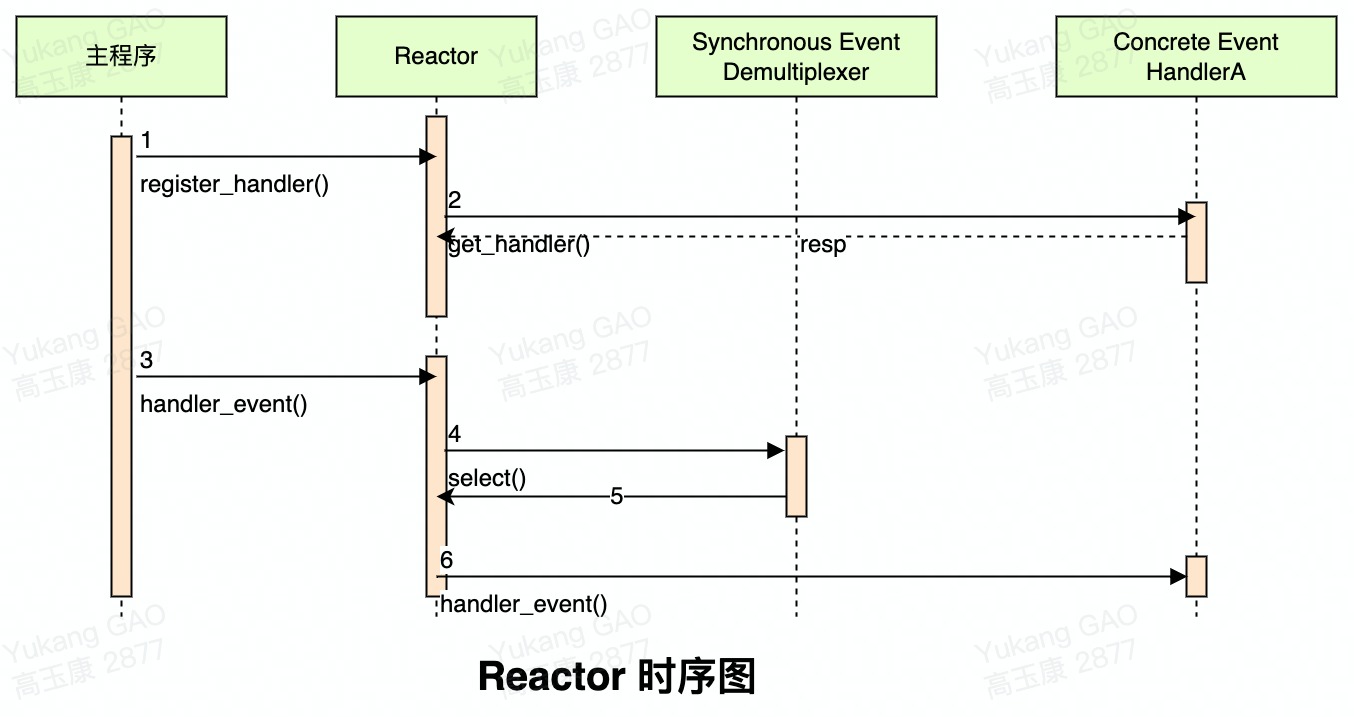 主程序
Reactor
Synchronous Event
Demultiplexer
Concrete Event
HandlerA
1
register_handler()
2
get_handler()
resp
3
handler_event()
4
select()
5
6
handler_event()
Reactor 时序图
Yukang GAO
高玉康 2877
Yukang GAO
高玉康 2877
Yukang GAO
高玉康 2877
Yukang GAO
高玉康 2877
Yukang GAO
高玉康 2877
Yukang GAO
高玉康 2877
Yukang GAO
高玉康 2877
Yukang GAO
高玉康 2877
Yukang GAO
高玉康 2877